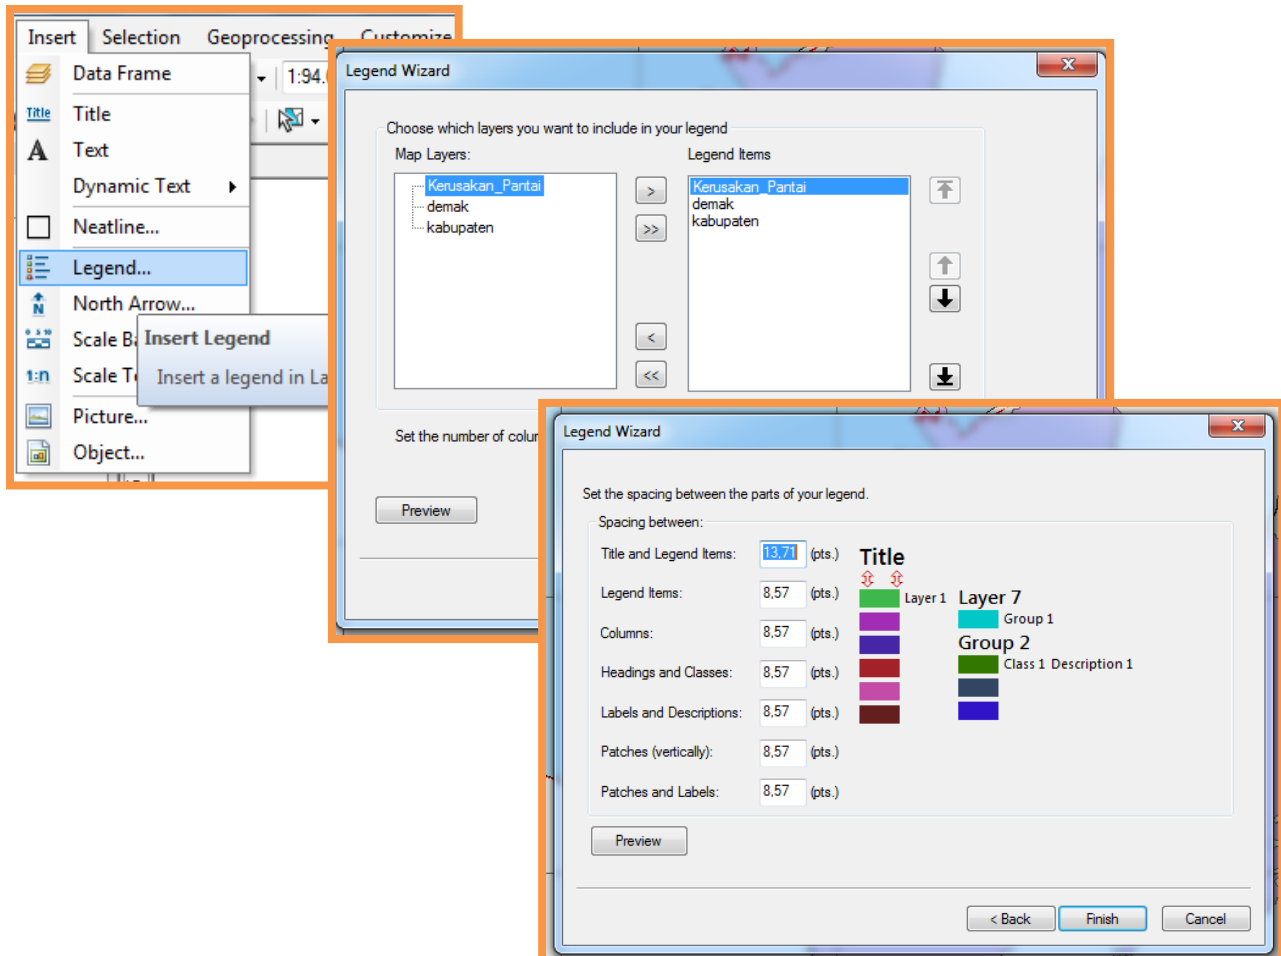 Insert Selection Geoprocessing Customize
Data Frame
Title Title
A Text
Dynamic Text
Neatline...
Legend...
N North Arrow...
Scale Ba
1:n Scale Te
Picture...
Object...
Insert Legend
Insert a legend in La
Legend Wizard
Choose which layers you want to include in your legend
Map Layers: Legend Items
Kerusakan_Pantai > Kerusakan_Pantai
demak demak
kabupaten >> kabupaten
<
<<
Set the number of colum
Preview
Legend Wizard
Set the spacing between the parts of your legend.
Spacing between:
Title and Legend Items: 13,71 (pts.)
Legend Items: 8,57 (pts.)
Columns: 8,57 (pts.)
Headings and Classes: 8,57 (pts.)
Labels and Descriptions: 8,57 (pts.)
Patches (vertically): 8,57 (pts.)
Patches and Labels: 8,57 (pts.)
Title
Layer 1 Layer 7
Group 1
Group 2
Class 1 Description 1
Preview
< Back Finish Cancel